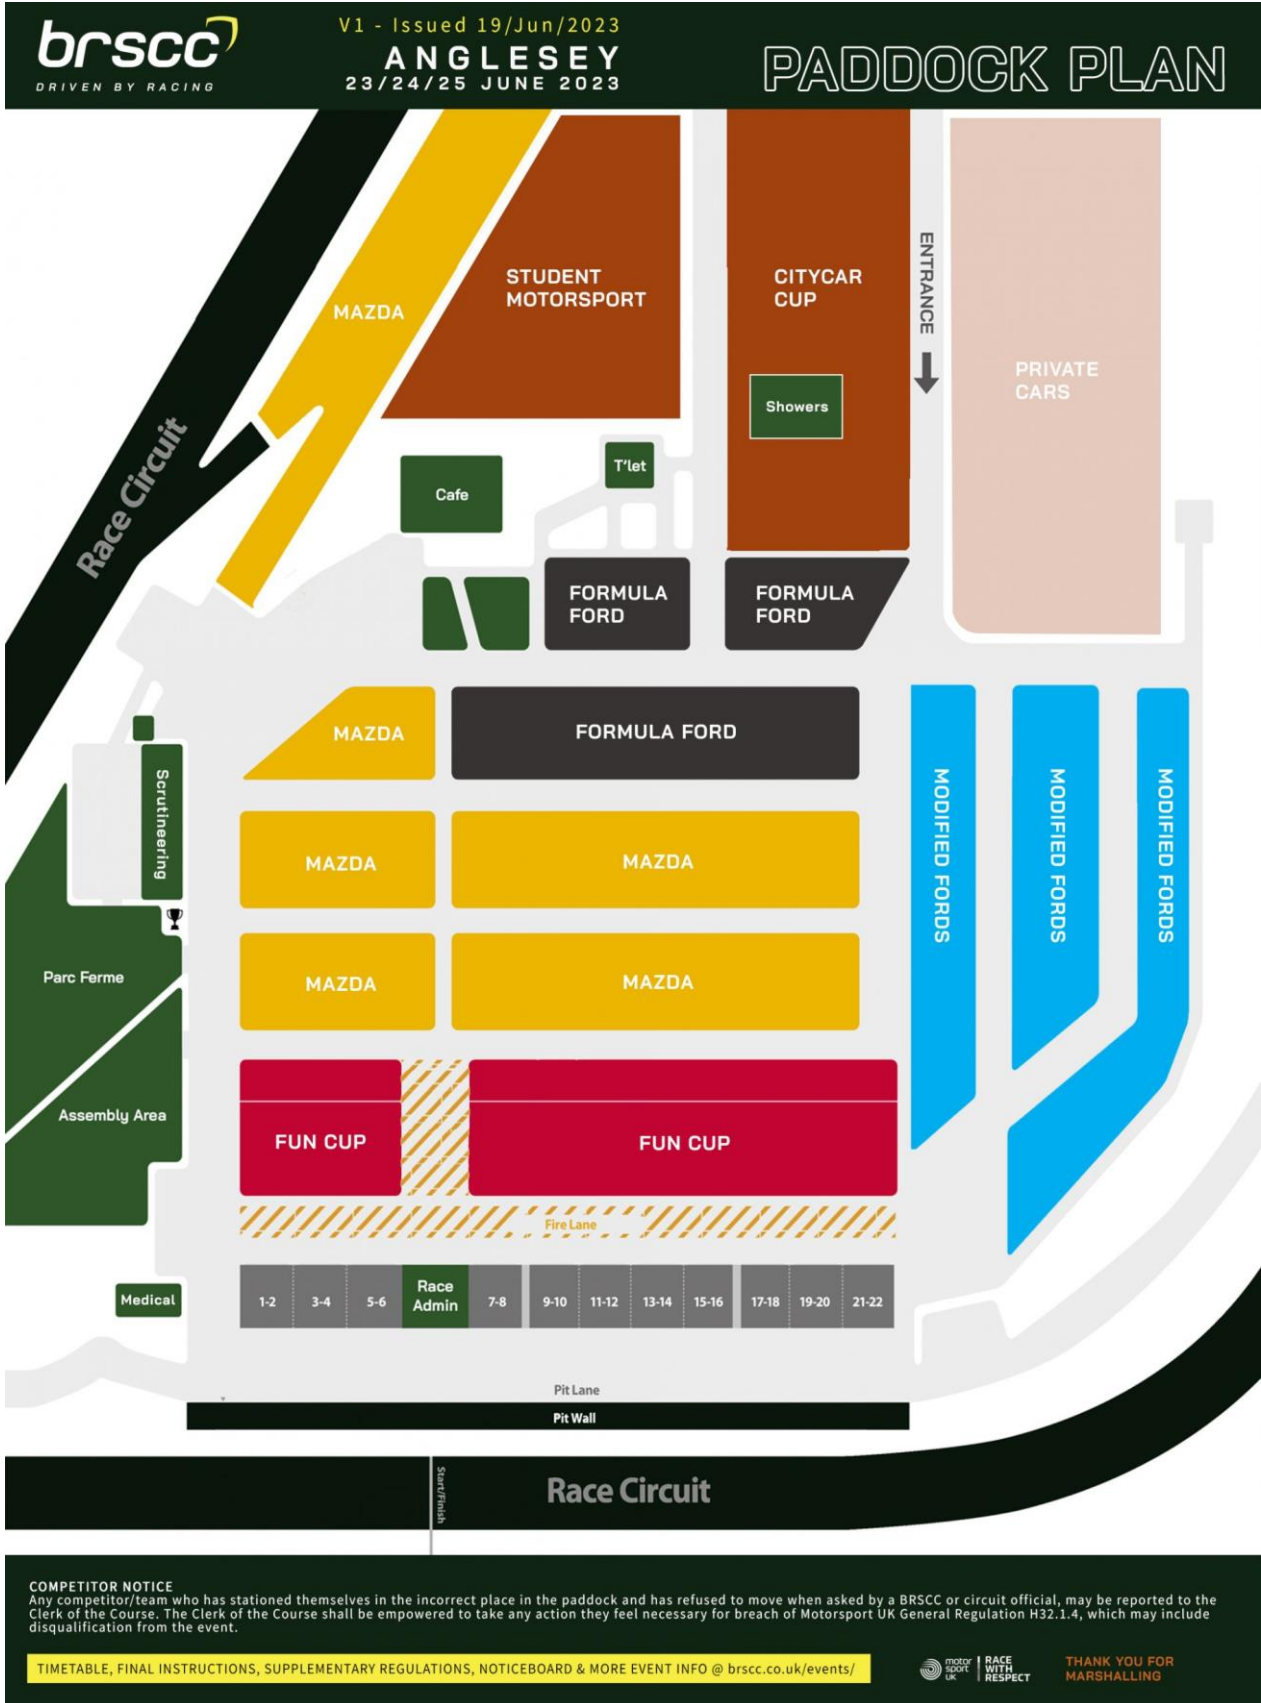 brscc
DRIVEN BY RACING
V1 - Issued 19/Jun/2023
ANGLESEY
23/24/25 JUNE 2023
PADDOCK PLAN
MAZDA
STUDENT
MOTORSPORT
CITYCAR
CUP
ENTRANCE
PRIVATE
CARS
Showers
Race Circuit
T'let
Cafe
FORMULA
FORD
FORMULA
FORD
MAZDA
FORMULA FORD
Scrutineering
MODIFIED FORDS
MODIFIED FORDS
MODIFIED FORDS
MAZDA
MAZDA
Parc Ferme
MAZDA
MAZDA
Assembly Area
FUN CUP
FUN CUP
Fire Lane
Medical
1-2
3-4
5-6
Race
Admin
7-8
9-10
11-12
13-14
15-16
17-18
19-20
21-22
Pit Lane
Pit Wall
Start/Finish
Race Circuit
COMPETITOR NOTICE
Any competitor/team who has stationed themselves in the incorrect place in the paddock and has refused to move when asked by a BRSCC or circuit official, may be reported to the
Clerk of the Course. The Clerk of the Course shall be empowered to take any action they feel necessary for breach of Motorsport UK General Regulation H32.1.4, which may include
disqualification from the event.
TIMETABLE, FINAL INSTRUCTIONS, SUPPLEMENTARY REGULATIONS, NOTICEBOARD & MORE EVENT INFO @ brscc.co.uk/events/
motor
sport
UK
RACE
WITH
RESPECT
THANK YOU FOR
MARSHALLING